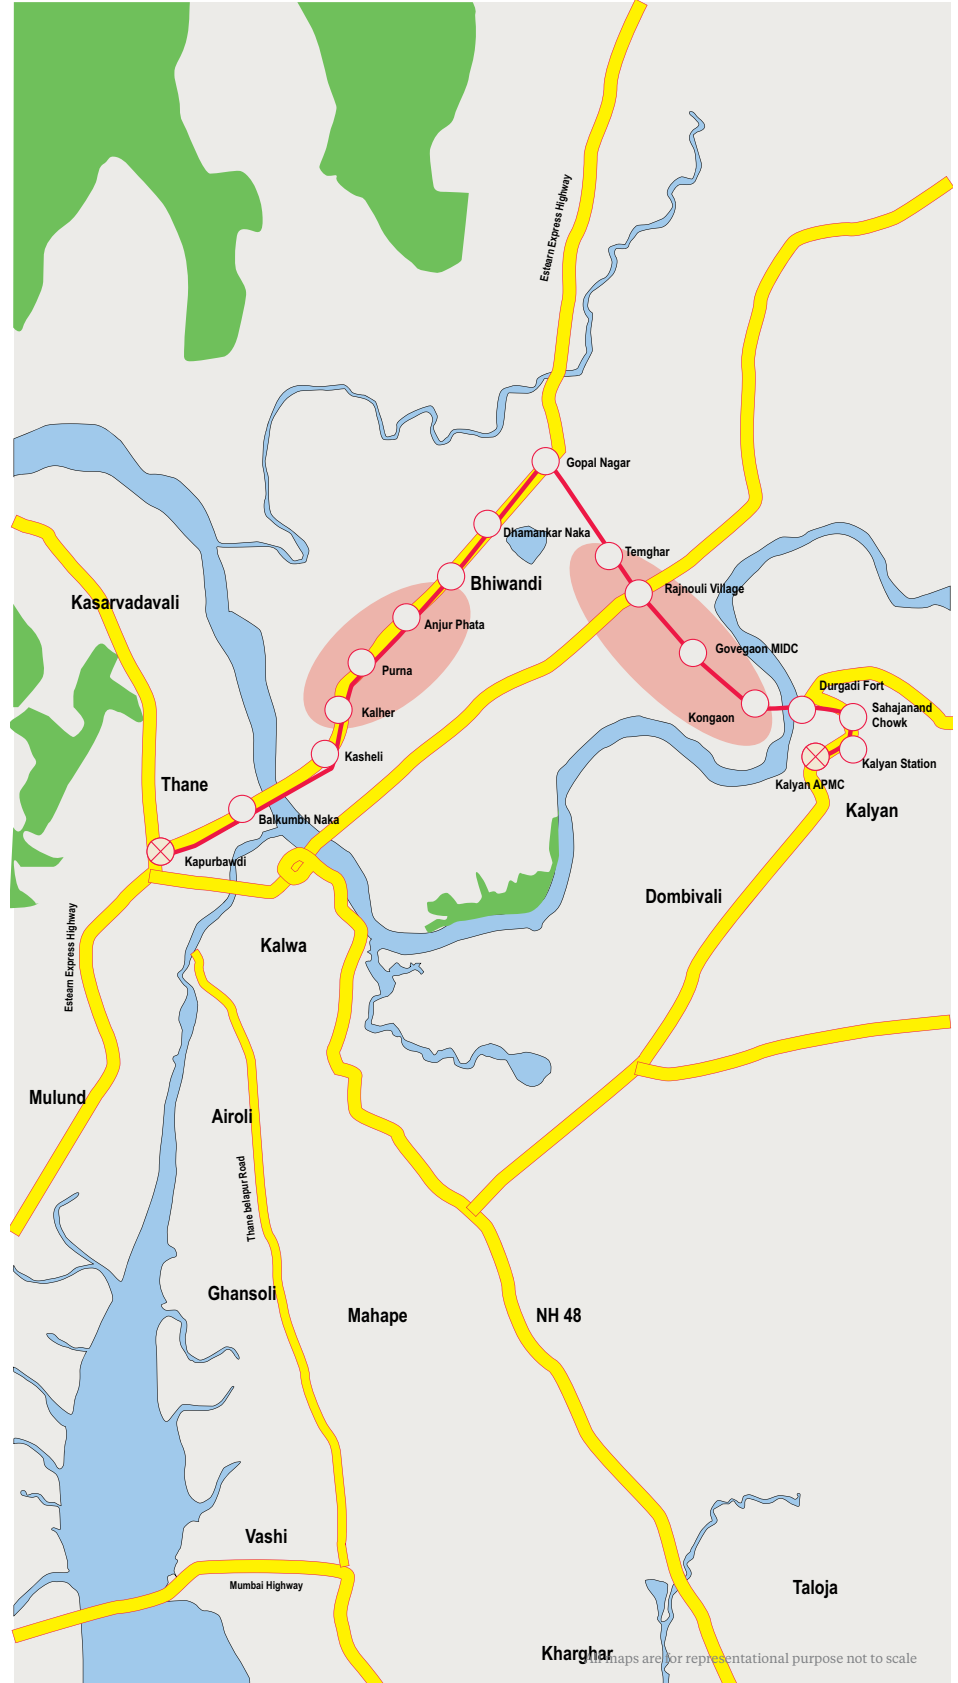 Estearn Express Highway
Gopal Nagar
Dhamankar Naka
Temghar
Bhiwandi
Rajnouli Village
Kasarvadavali
Anjur Phata
Govegaon MIDC
Purna
Durgadi Fort
Kalher
Kongaon
Sahajanand
Chowk
Kasheli
Kalyan Station
Thane
Kalyan APMC
Balkumbh Naka
Kalyan
Kapurbawdi
Dombivali
Esteam Express Highway
Kalwa
Mulund
Airoli
Thane belapur Road
Ghansoli
Mahape
NH 48
Vashi
Mumbai Highway
Taloja
Kharghar
All maps are for representational purpose not to scale